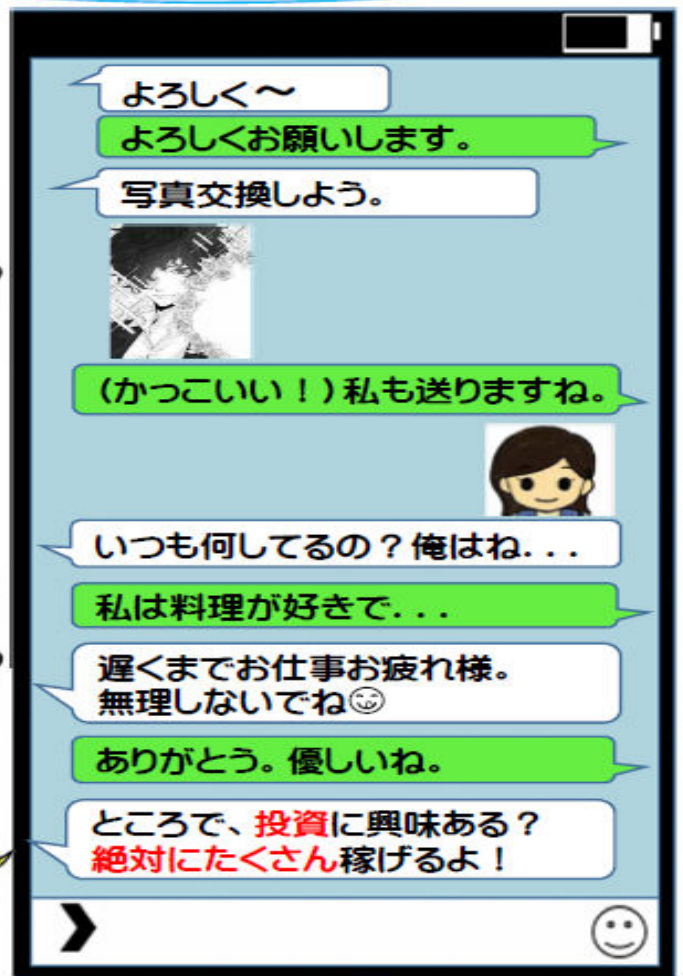 よろしく～
よろしくお願いします。
写真交換しよう。
(かっこいい！)私も送りますね。
いつも何してるの？俺はね...
私は料理が好きで...
遅くまでお仕事お疲れ様。
無理しないでね😋
ありがとう。優しいね。
ところで、投資に興味ある？
絶対にたくさん稼げるよ！